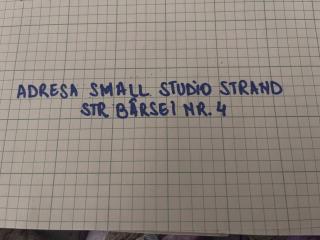 ADRESA SMALL STUDIO STRAND
STR BÂRSEI NR. 4